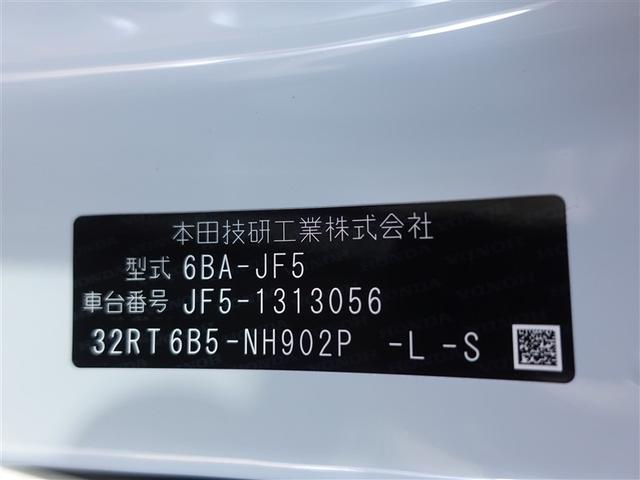 本田技研工業株式会社
型式 6BA-JF5
車台番号 JF5-1313056
32RT6B5-NH902P -L -S